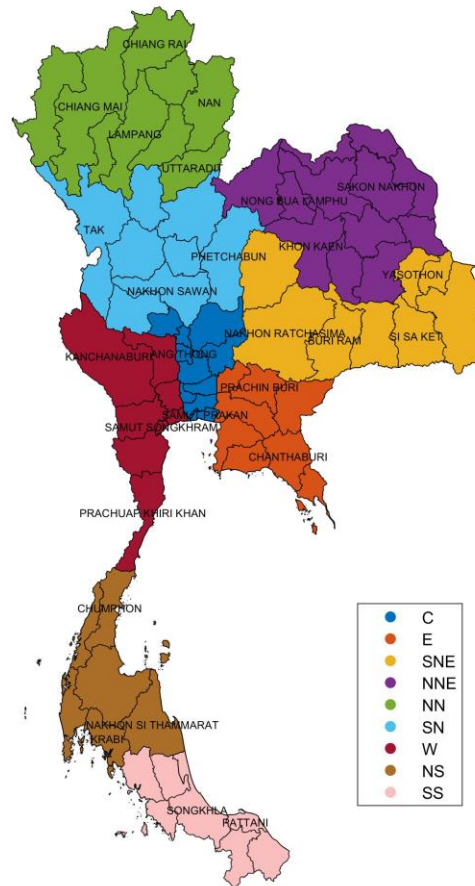 CHIANG RAI
CHIANG MAI
NAN
LAMPANG
UTTARADIT
SAKON NAKHON
NONG BUA LAMPHU
TAK
KHON KAEN
PHETCHABUN
YASOTHON
NAKHON SAWAN
NAKHON RATCHASIMA
BURI RAM
SI SA KET
ANG THONG
KANCHANABURI
PRACHIN BURI
SAMUT PRAKAN
SAMUT SONGKHRAM
CHANTHABURI
PRACHUAP KHIRI KHAN
CHUMPHON
NAKHON SI THAMMARAT
KRABI
SONGKHLA
PATTANI
C
E
SNE
NNE
NN
SN
W
NS
SS